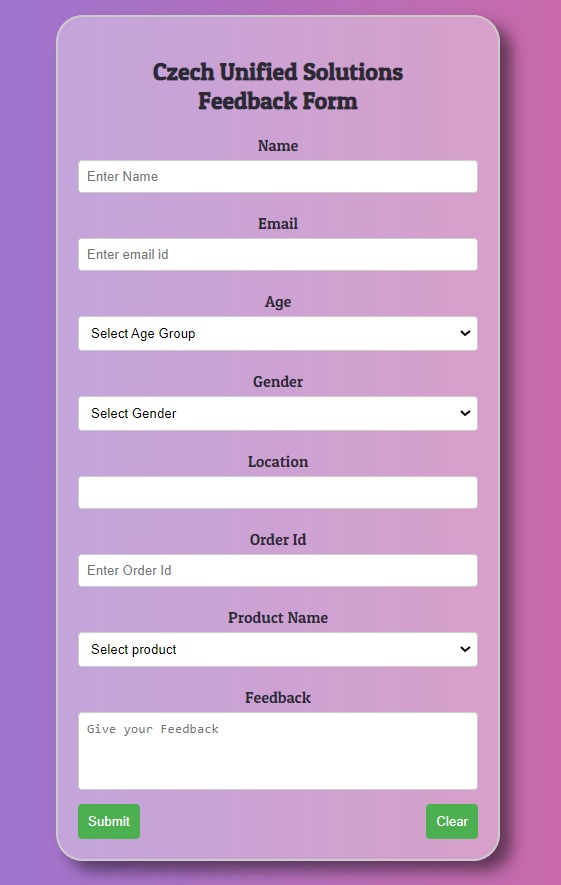 Czech Unified Solutions
Feedback Form
Name
Enter Name
Email
Enter email id
Age
Select Age Group
Gender
Select Gender
Location
Order Id
Enter Order Id
Product Name
Select product
Feedback
Give your Feedback
Submit
Clear